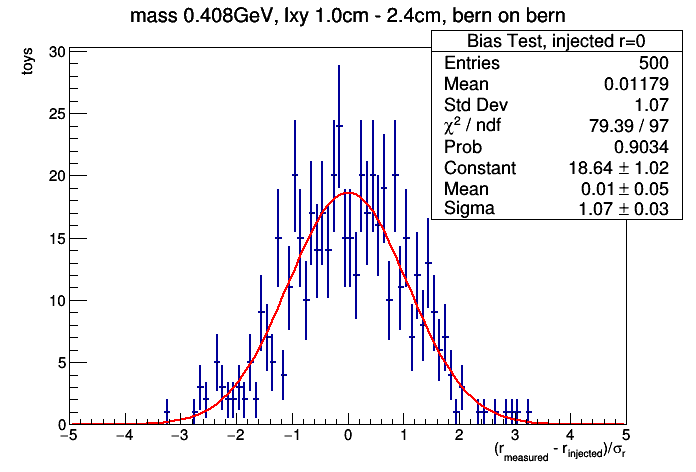 mass 0.408GeV, lxy 1.0cm - 2.4cm, bern on bern
Bias Test, injected r=0
Entries 500
Mean 0.01179
Std Dev 1.07
χ² / ndf 79.39 / 97
Prob 0.9034
Constant 18.64 ± 1.02
Mean 0.01 ± 0.05
Sigma 1.07 ± 0.03
toys
30
25
20
15
10
5
0
−5 −4 −3 −2 −1 0 1 2 3 4 5
(r_measured - r_injected)/σ_r